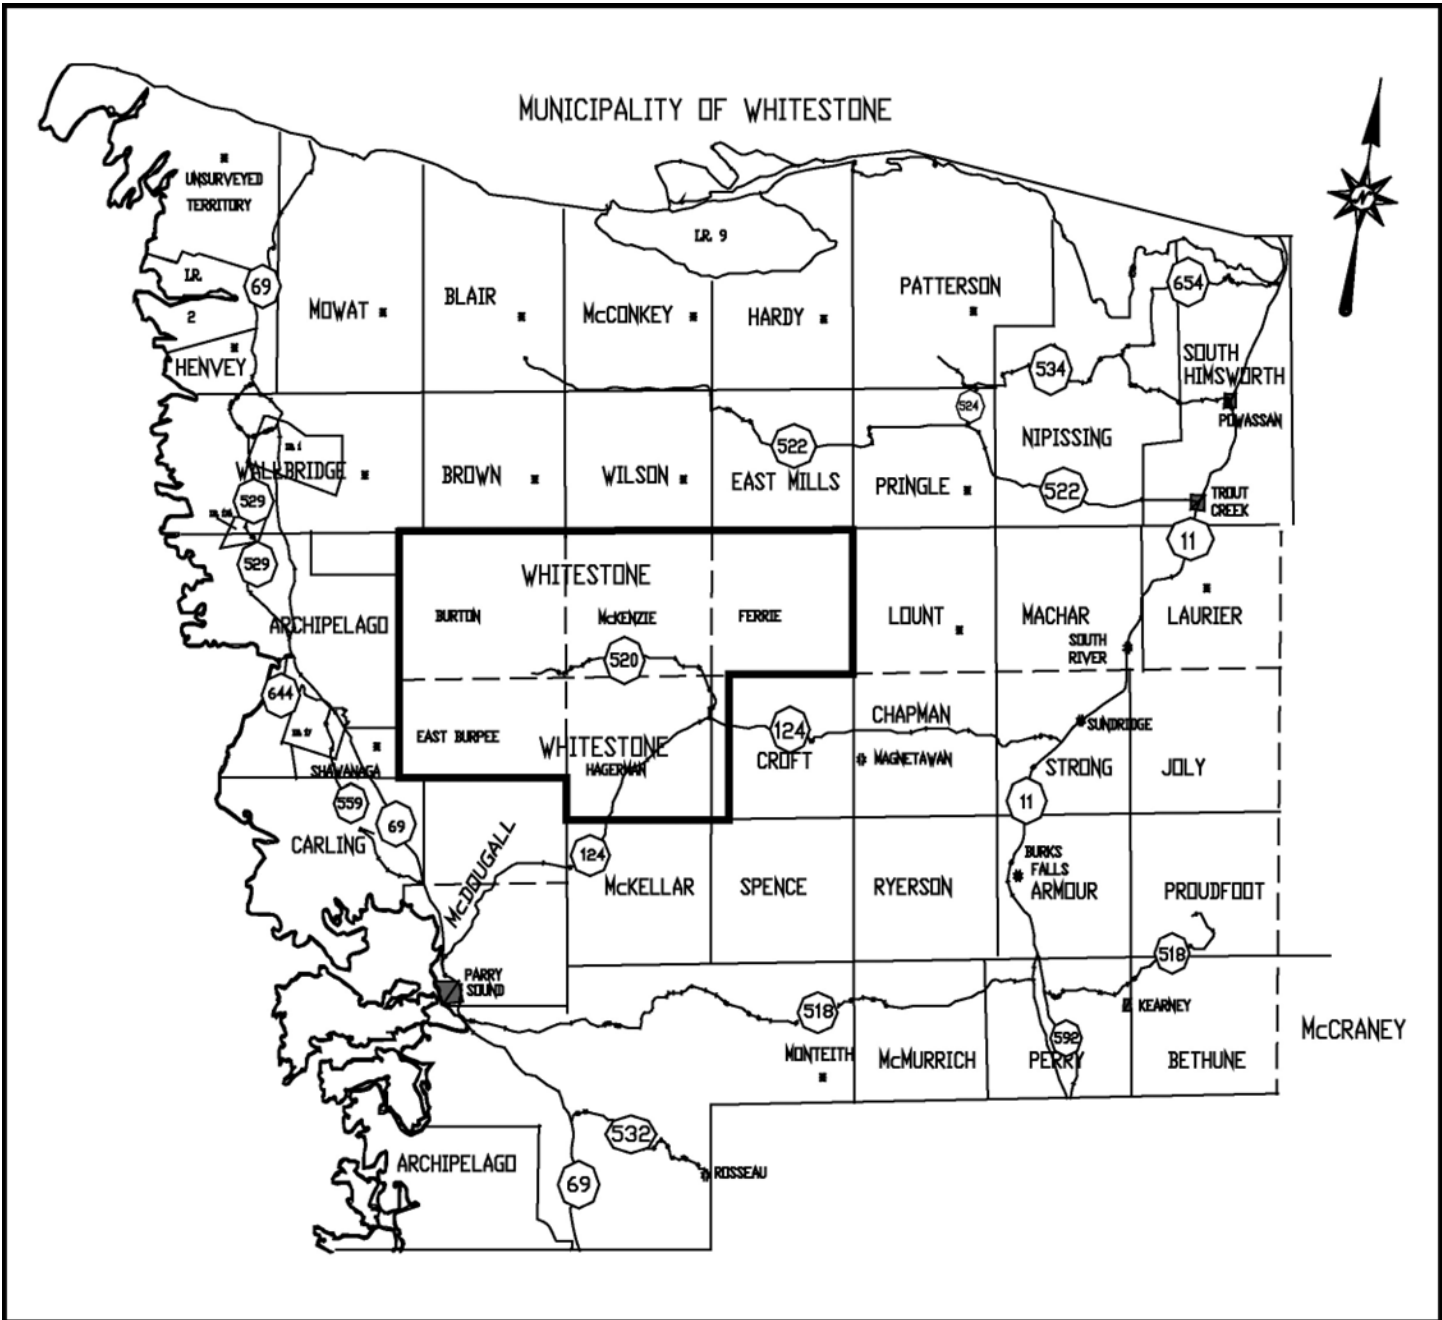 MUNICIPALITY OF WHITESTONE
N
UNSURVEYED
TERRITORY
I.R.
2
HENVEY
69
MOWAT
BLAIR
McCONKEY
I.R. 9
HARDY
PATTERSON
654
534
SOUTH
HIMSWORTH
POWASSAN
524
NIPISSING
522
522
WALLBRIDGE
BROWN
WILSON
EAST MILLS
PRINGLE
TROUT
CREEK
529
529
11
WHITESTONE
BURTON
McKENZIE
FERRIE
520
ARCHIPELAGO
LOUNT
MACHAR
LAURIER
SOUTH
RIVER
644
SHAWANAGA
EAST BURPEE
WHITESTONE
HAGERMAN
124
CROFT
CHAPMAN
MAGNETAWAN
SUNDRIDGE
STRONG
JOLY
11
559
69
CARLING
McDOUGALL
124
McKELLAR
SPENCE
RYERSON
BURKS
FALLS
ARMOUR
PROUDFOOT
518
PARRY
SOUND
518
KEARNEY
McCRANEY
MONTEITH
McMURRICH
592
PERRY
BETHUNE
532
ROSSEAU
ARCHIPELAGO
69